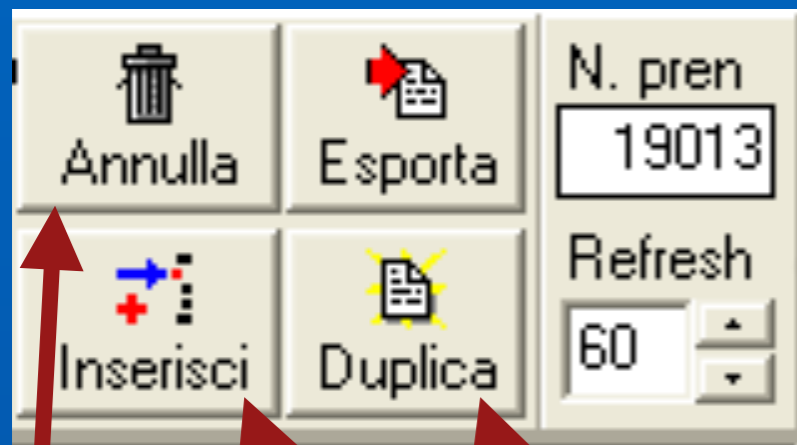 Annulla
Esporta
N. pren
19013
Inserisci
Duplica
Refresh
60